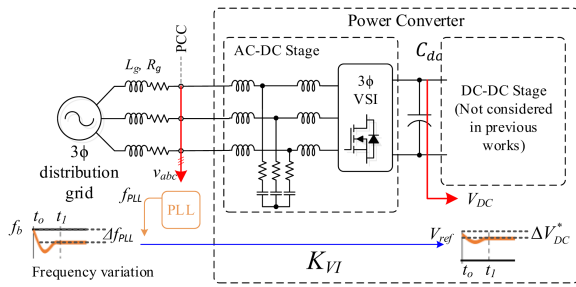 Power Converter
PCC
AC-DC Stage
L_g, R_g
3ϕ
VSI
DC-DC Stage
(Not considered
in previous
works)
3ϕ
distribution
grid
v_abc
f_PLL
PLL
V_DC
f_b
t_o
t_1
Δf_PLL
Frequency variation
K_VI
V_ref
t_o
t_1
ΔV*_DC